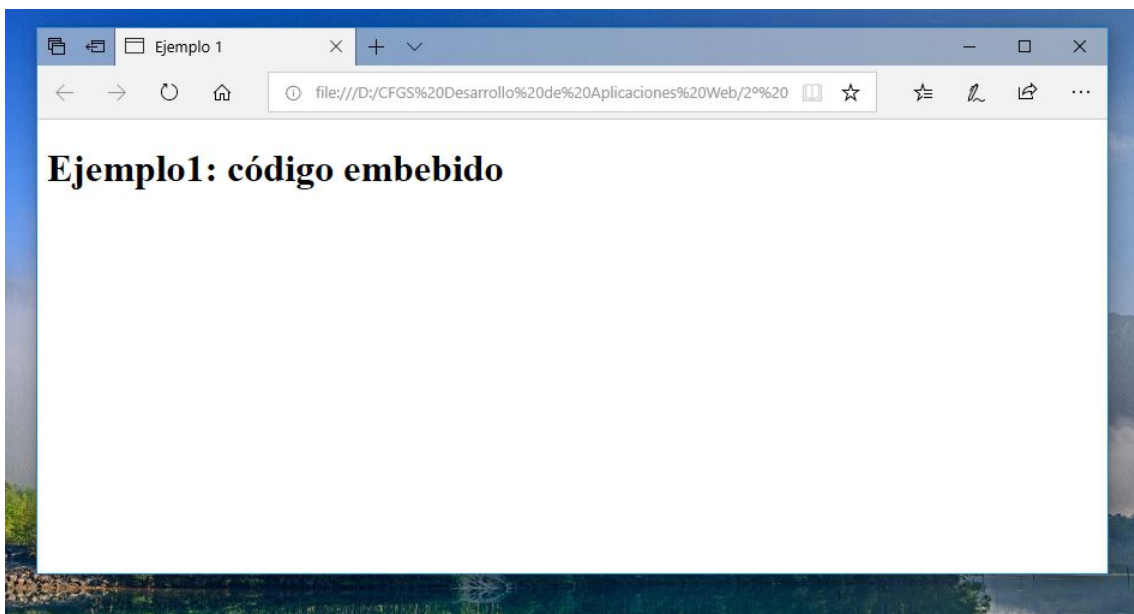 Ejemplo 1
file:///D:/CFGS%20Desarrollo%20de%20Aplicaciones%20Web/2º%20
Ejemplo1: código embebido